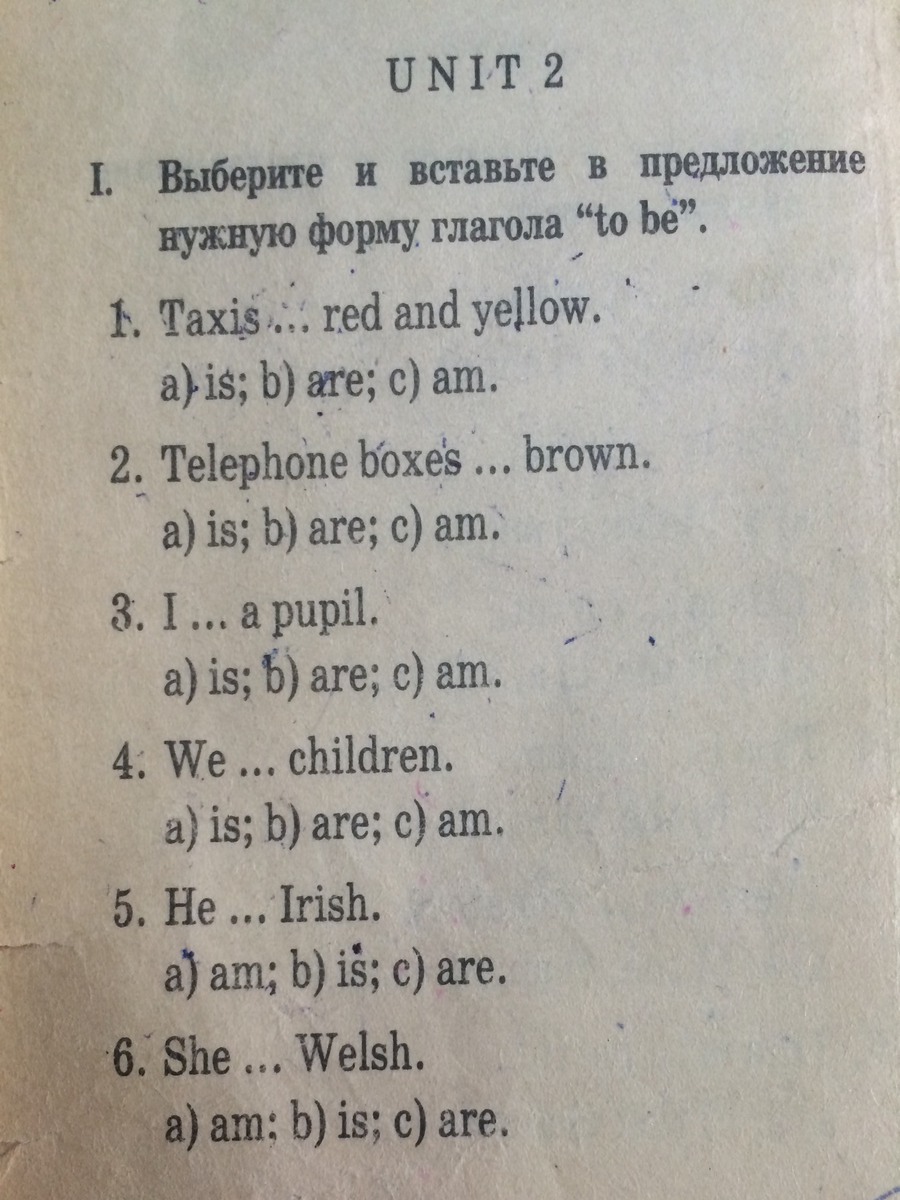 UNIT 2
I. Выберите и вставьте в предложение
нужную форму глагола “to be”.
1. Taxis ... red and yellow.
a) is; b) are; c) am.
2. Telephone boxes ... brown.
a) is; b) are; c) am.
3. I ... a pupil.
a) is; b) are; c) am.
4. We ... children.
a) is; b) are; c) am.
5. He ... Irish.
a) am; b) is; c) are.
6. She ... Welsh.
a) am; b) is; c) are.